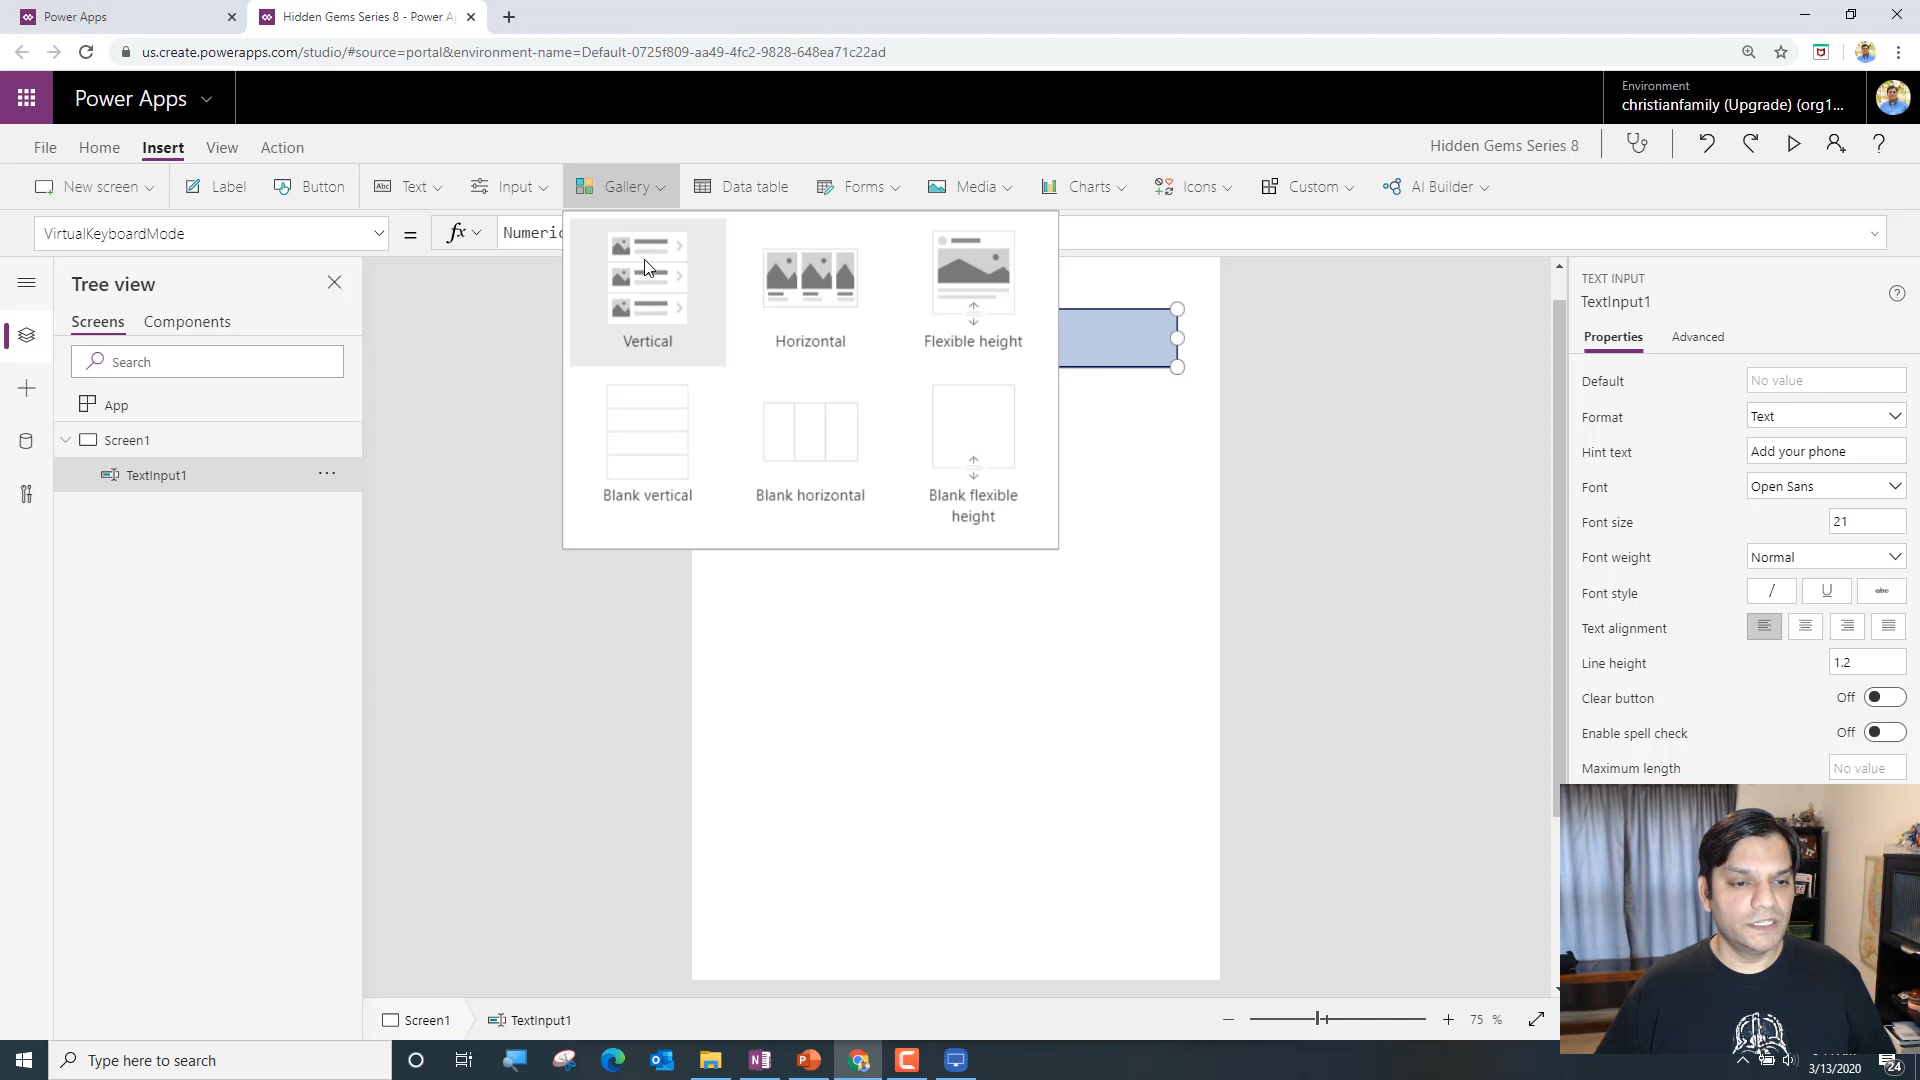 Power Apps
Hidden Gems Series 8 - Power Ap
us.create.powerapps.com/studio/#source=portal&environment-name=Default-0725f809-aa49-4fc2-9828-648ea71c22ad
Power Apps
Environment
christianfamily (Upgrade) (org1...
File Home Insert View Action
Hidden Gems Series 8
New screen Label Button Text Input Gallery Data table Forms Media Charts Icons Custom AI Builder
VirtualKeyboardMode = fx Numeric
Tree view
Screens Components
Search
App
Screen1
TextInput1
Vertical Horizontal Flexible height
Blank vertical Blank horizontal Blank flexible
height
TEXT INPUT
TextInput1
Properties Advanced
Default No value
Format Text
Hint text Add your phone
Font Open Sans
Font size 21
Font weight Normal
Font style / U abc
Text alignment
Line height 1.2
Clear button Off
Enable spell check Off
Maximum length No value
Screen1 TextInput1
75 %
Type here to search
3/13/2020
24